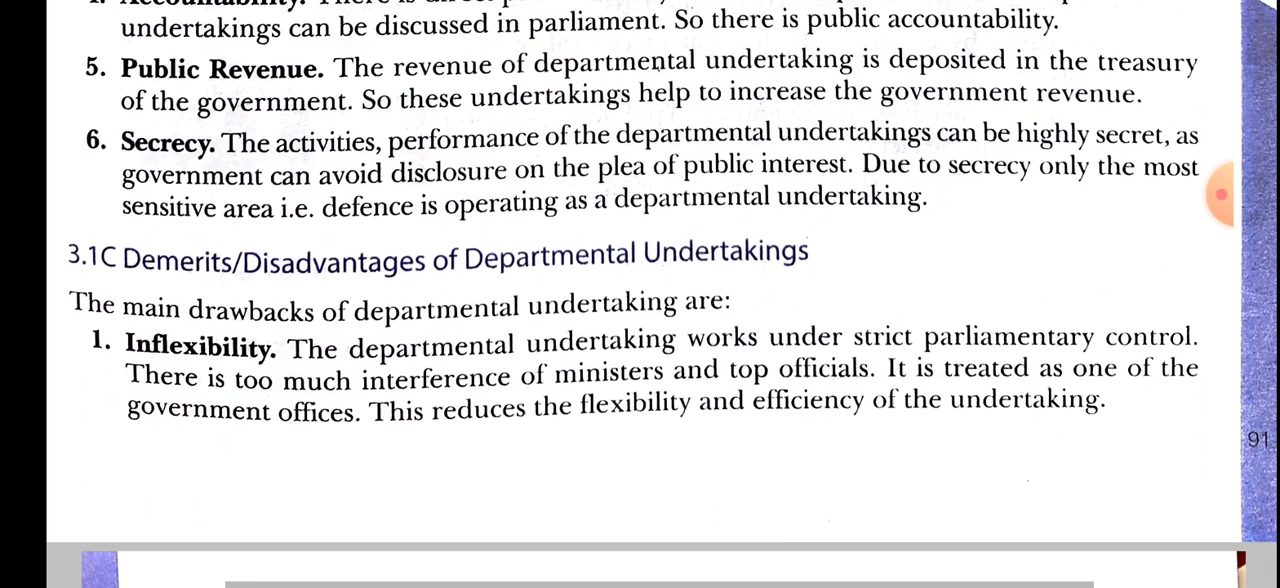 undertakings can be discussed in parliament. So there is public accountability.
5. Public Revenue. The revenue of departmental undertaking is deposited in the treasury
of the government. So these undertakings help to increase the government revenue.
6. Secrecy. The activities, performance of the departmental undertakings can be highly secret, as
government can avoid disclosure on the plea of public interest. Due to secrecy only the most
sensitive area i.e. defence is operating as a departmental undertaking.
3.1C Demerits/Disadvantages of Departmental Undertakings
The main drawbacks of departmental undertaking are:
1. Inflexibility. The departmental undertaking works under strict parliamentary control.
There is too much interference of ministers and top officials. It is treated as one of the
government offices. This reduces the flexibility and efficiency of the undertaking.
91